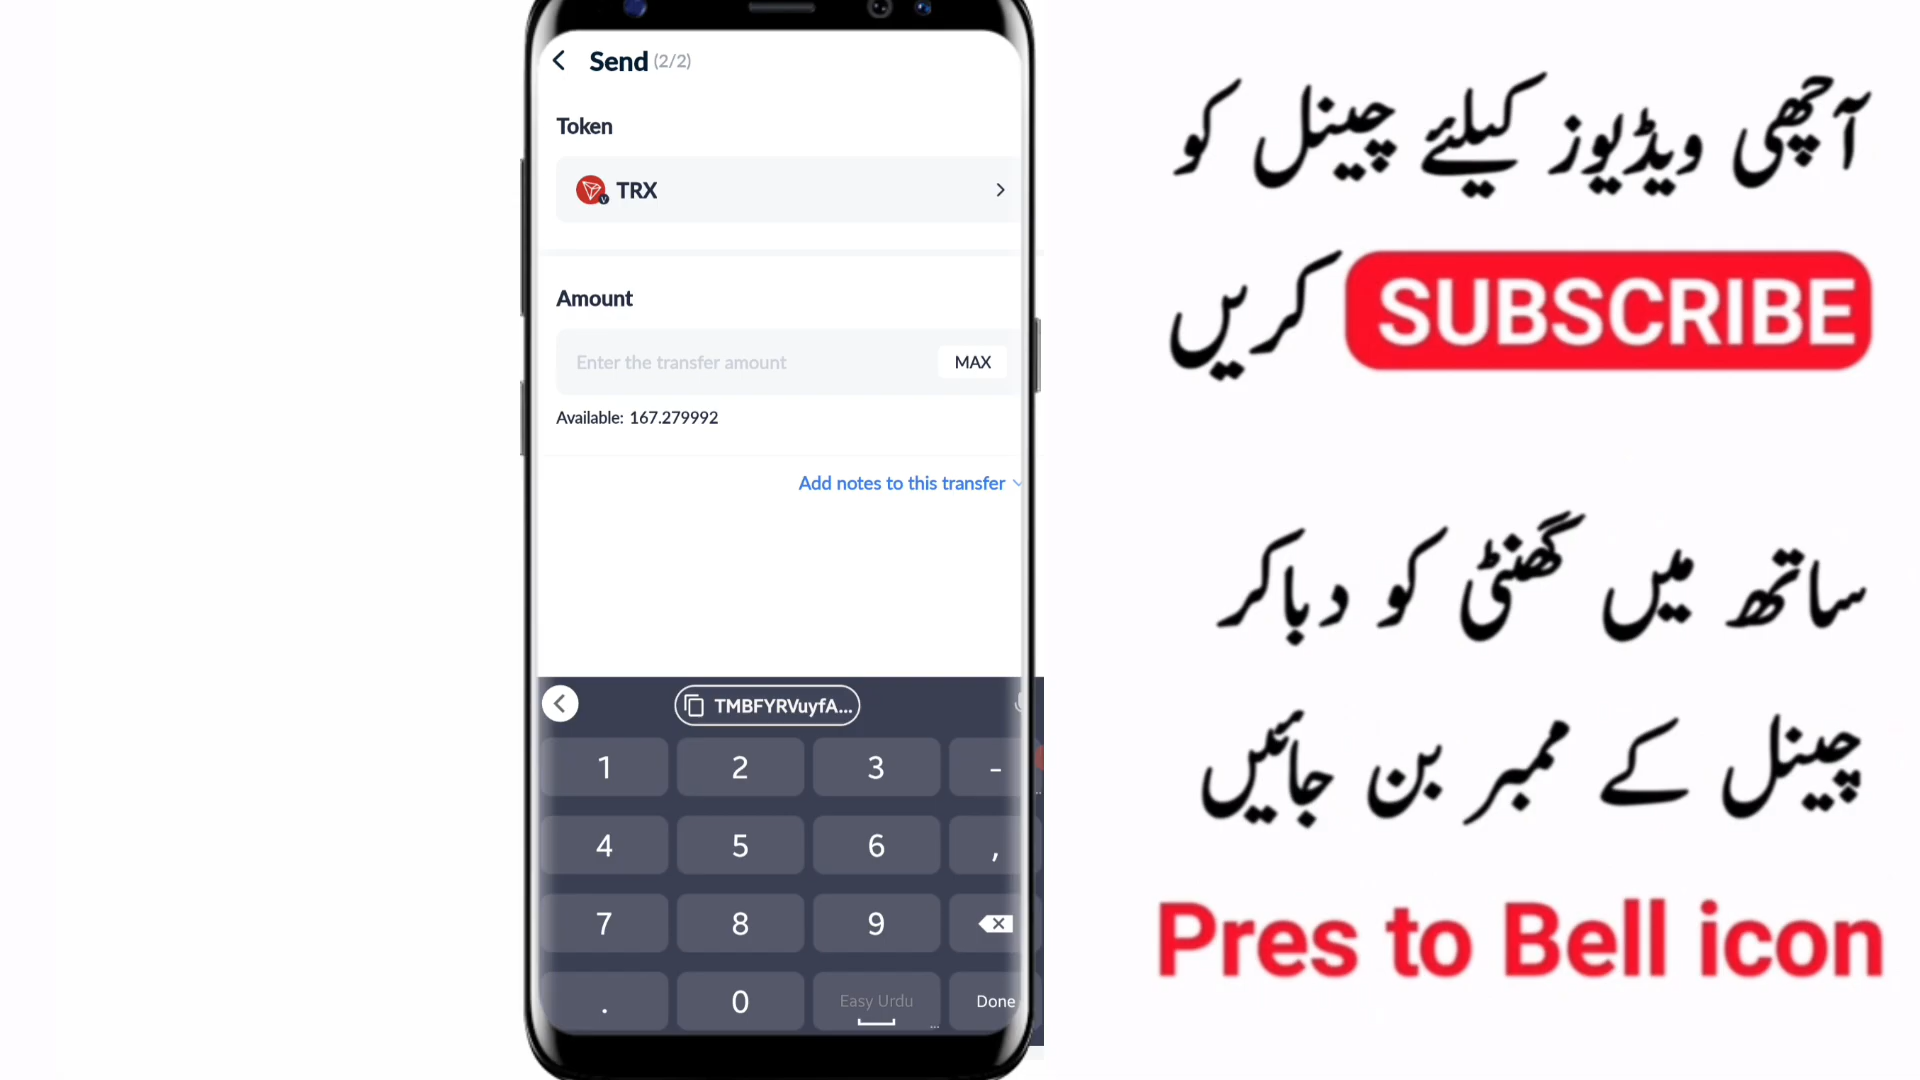 Send (2/2)
Token
TRX
Amount
Enter the transfer amount MAX
Available: 167.279992
Add notes to this transfer
TMBFYRVuyfA...
1 2 3 -
4 5 6 ,
7 8 9
. 0 Easy Urdu Done
آچھی ویڈیوز کیلئے چینل کو
SUBSCRIBE کریں
ساتھ میں گھنٹی کو دباکر
چینل کے ممبر بن جائیں
Pres to Bell icon